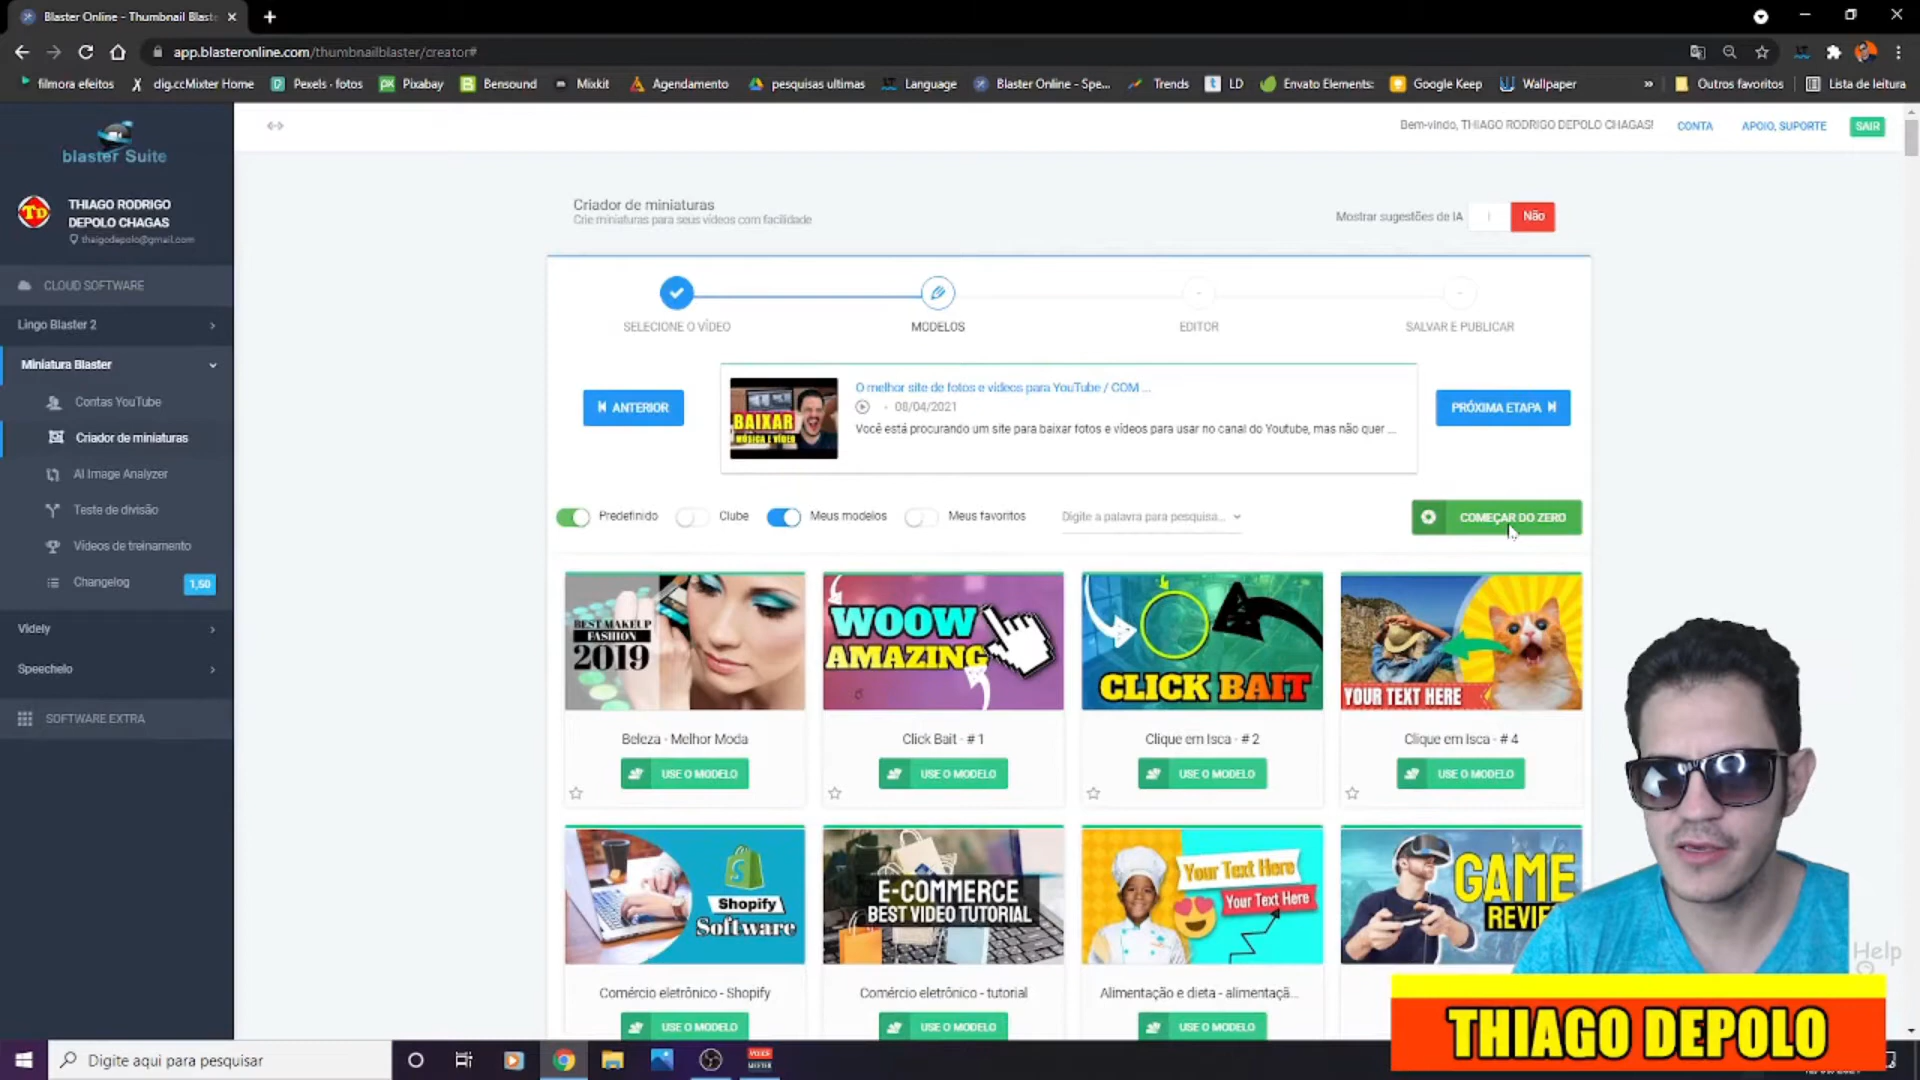 Blaster Online - Thumbnail Blast
app.blasteronline.com/thumbnailblaster/creator#
filmora efeitos
dig.ccMixter Home
Pexels - fotos
Pixabay
Bensound
Mixkit
Agendamento
pesquisas ultimas
Language
Blaster Online - Spe...
Trends
LD
Envato Elements:
Google Keep
Wallpaper
»
Outros favoritos
Lista de leitura
blaster Suite
Bem-vindo, THIAGO RODRIGO DEPOLO CHAGAS!
CONTA
APOIO, SUPORTE
SAIR
THIAGO RODRIGO
DEPOLO CHAGAS
thaigodepolo@gmail.com
TD
CLOUD SOFTWARE
Lingo Blaster 2
Miniatura Blaster
Contas YouTube
Criador de miniaturas
AI Image Analyzer
Teste de divisão
Vídeos de treinamento
Changelog
1,50
Videly
Speechelo
SOFTWARE EXTRA
Criador de miniaturas
Crie miniaturas para seus vídeos com facilidade
Mostrar sugestões de IA
Não
SELECIONE O VÍDEO
MODELOS
EDITOR
SALVAR E PUBLICAR
ANTERIOR
BAIXAR
MÚSICA E VÍDEO
O melhor site de fotos e vídeos para YouTube / COM ...
- 08/04/2021
Você está procurando um site para baixar fotos e vídeos para usar no canal do Youtube, mas não quer ...
PRÓXIMA ETAPA
Predefinido
Clube
Meus modelos
Meus favoritos
Digite a palavra para pesquisa...
COMEÇAR DO ZERO
BEST MAKEUP
FASHION
2019
WOOW
AMAZING
CLICK BAIT
YOUR TEXT HERE
Beleza - Melhor Moda
Click Bait - # 1
Clique em Isca - # 2
Clique em Isca - # 4
USE O MODELO
USE O MODELO
USE O MODELO
USE O MODELO
Shopify
Software
E-COMMERCE
BEST VIDEO TUTORIAL
Your Text Here
Your Text Here
GAME
REVIE
Comércio eletrônico - Shopify
Comércio eletrônico - tutorial
Alimentação e dieta - alimentaçã...
USE O MODELO
USE O MODELO
USE O MODELO
Help
THIAGO DEPOLO
Digite aqui para pesquisar